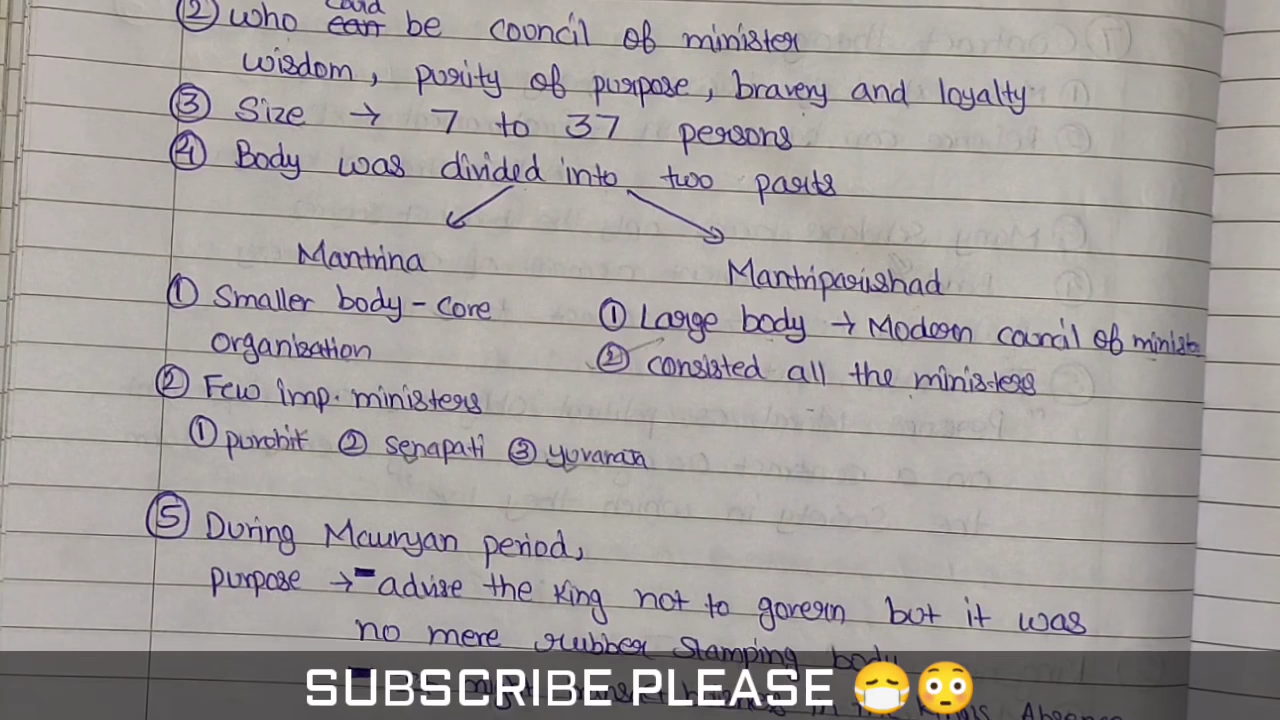 ② Who can could be council of minister
wisdom, purity of purpose, bravery and loyalty
③ Size → 7 to 37 persons
④ Body was divided into two parts
Mantrina
Mantriparishad
① Smaller body - core
organisation
① Large body → Modern council of ministe
② consisted all the ministers
② Few imp. ministers
① purohit ② senapati ③ yuvaraja
⑤ During Mauryan period,
purpose → - advise the king not to govern but it was
no mere rubber stamping body
SUBSCRIBE PLEASE 😷😳